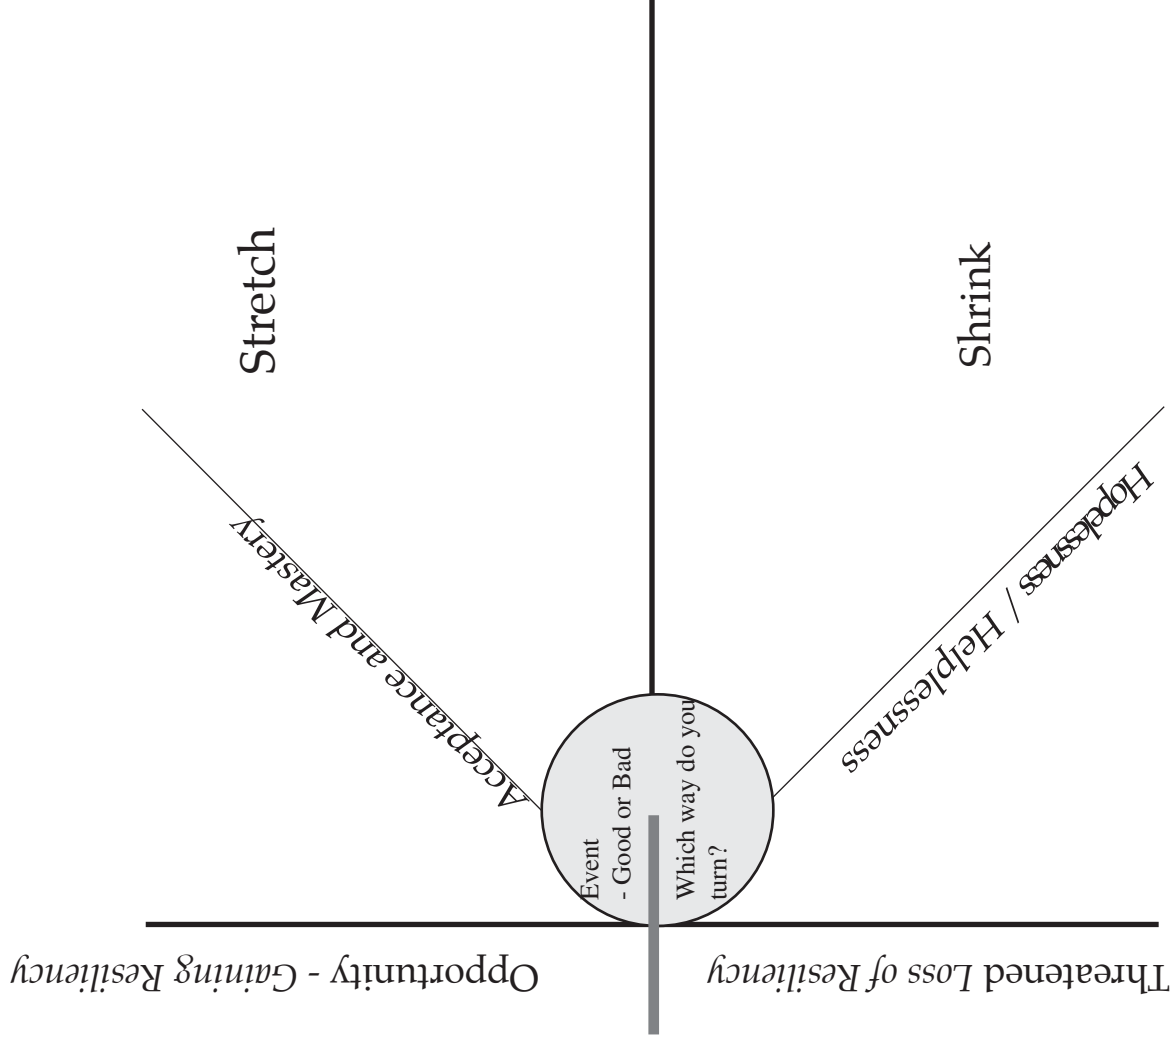 Stretch
Acceptance and Mastery
Opportunity - Gaining Resiliency
Event
- Good or Bad
Which way do you
turn?
Shrink
Hopelessness / Helplessness
Threatened Loss of Resiliency